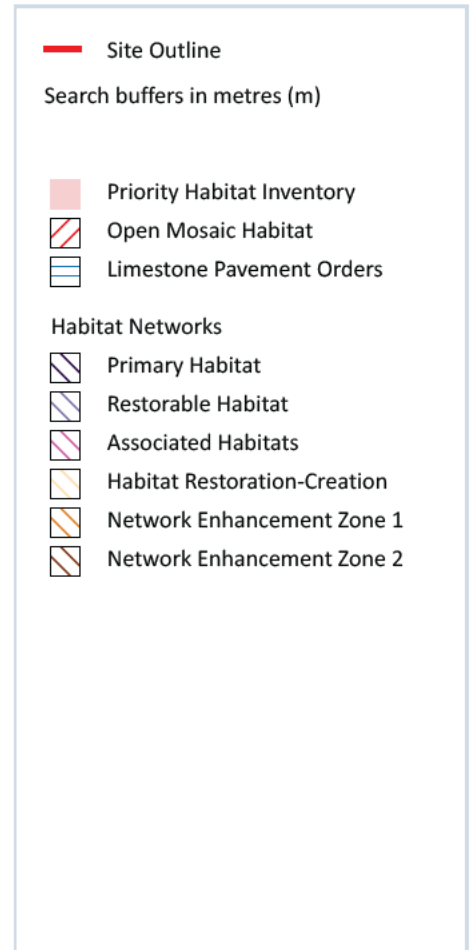 Site Outline
Search buffers in metres (m)
Priority Habitat Inventory
Open Mosaic Habitat
Limestone Pavement Orders
Habitat Networks
Primary Habitat
Restorable Habitat
Associated Habitats
Habitat Restoration-Creation
Network Enhancement Zone 1
Network Enhancement Zone 2